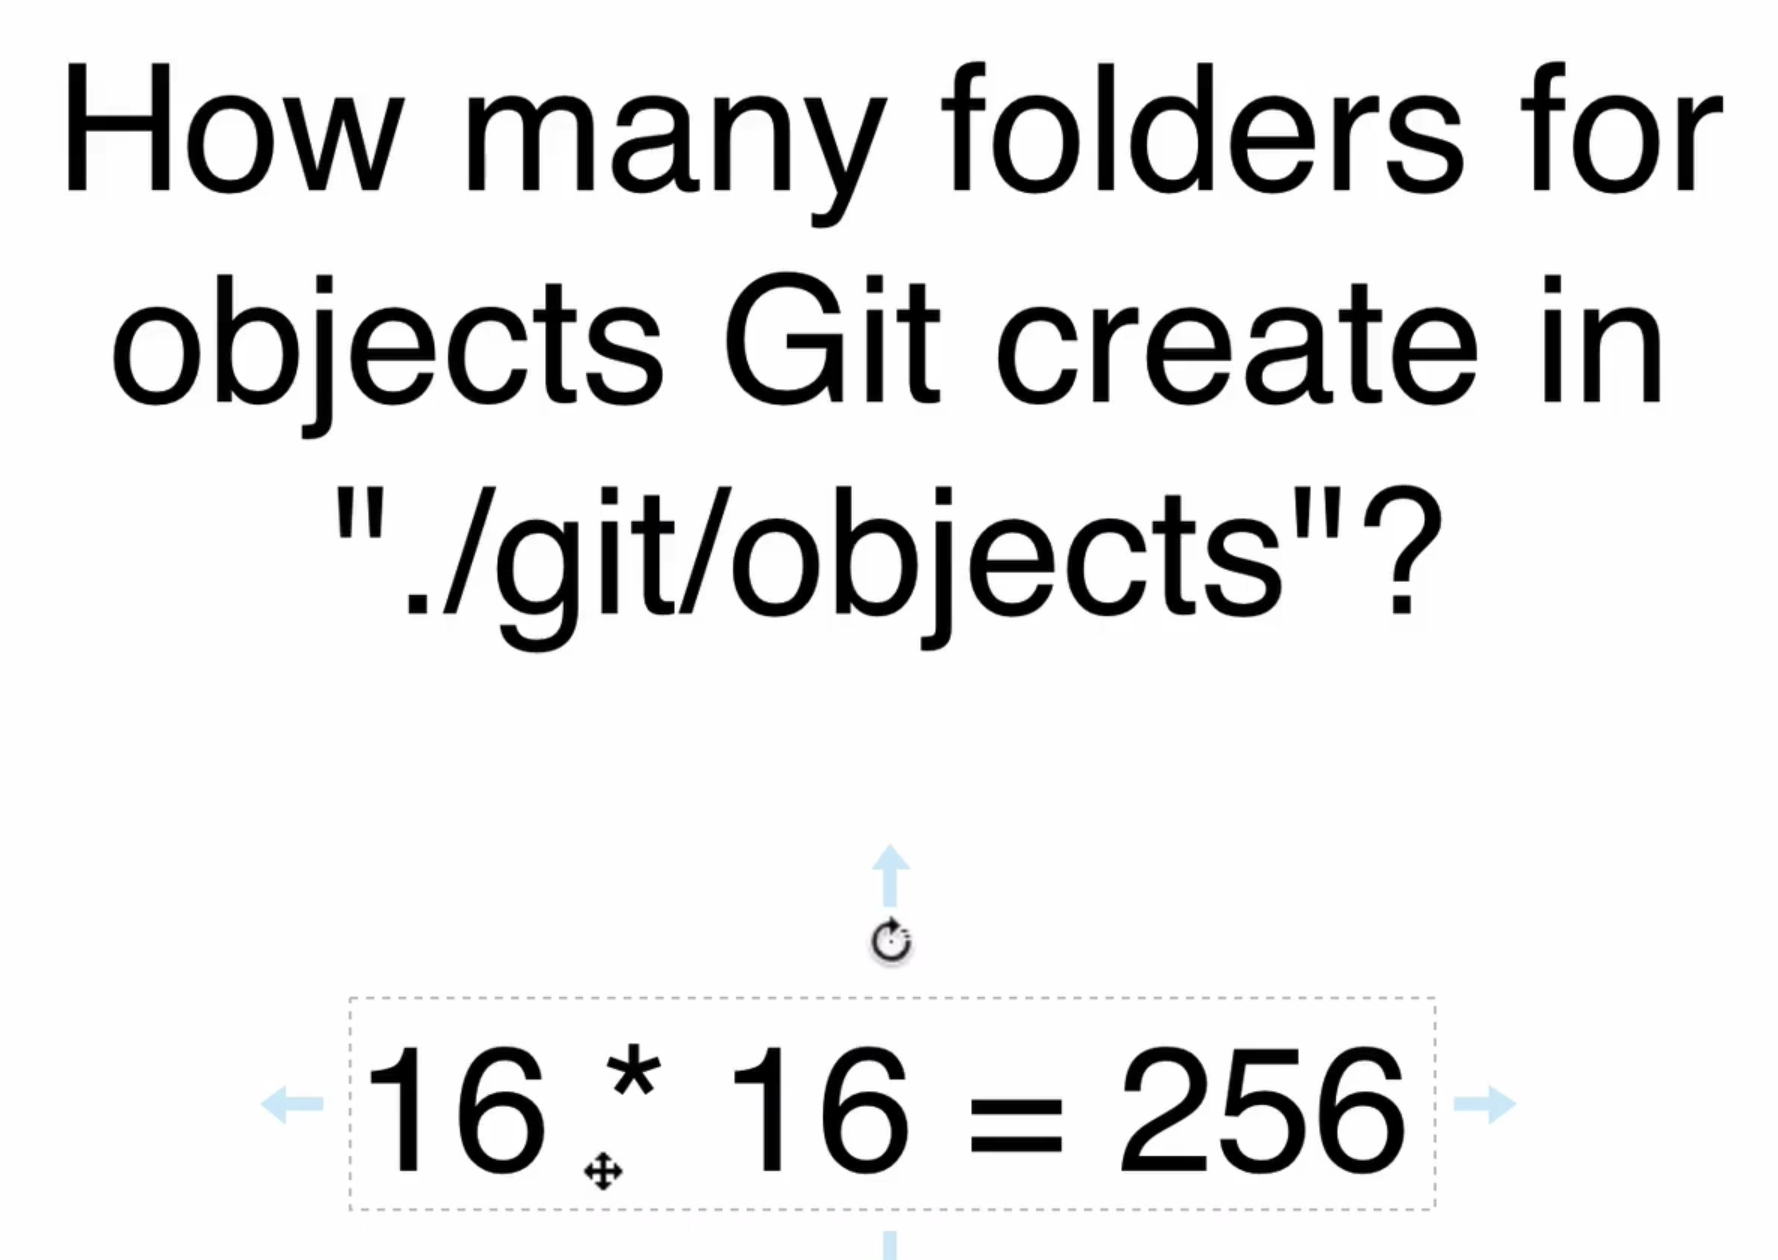 How many folders for
objects Git create in
"./git/objects"?
16 * 16 = 256